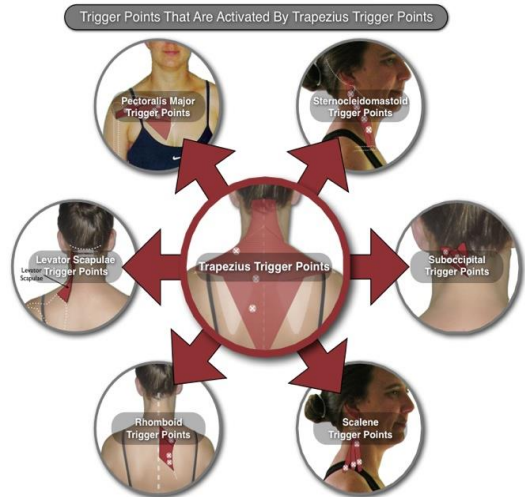 Trigger Points That Are Activated By Trapezius Trigger Points
Pectoralis Major
Trigger Points
Sternocleidomastoid
Trigger Points
Levator Scapulae
Trigger Points
Levator
Scapulae
Trapezius Trigger Points
Suboccipital
Trigger Points
Rhomboid
Trigger Points
Scalene
Trigger Points